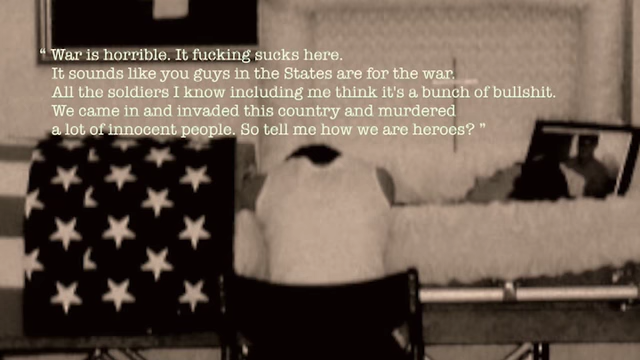 “ War is horrible. It fucking sucks here.
It sounds like you guys in the States are for the war.
All the soldiers I know including me think it's a bunch of bullshit.
We came in and invaded this country and murdered
a lot of innocent people. So tell me how we are heroes? ”